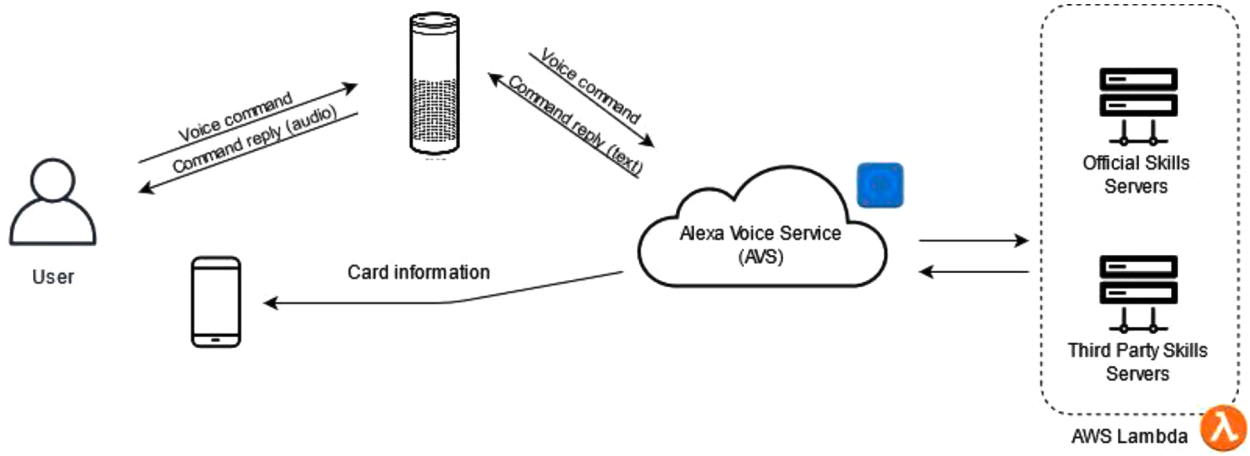 Voice command
Command reply (audio)
Voice command
Command reply (text)
User
Card information
Alexa Voice Service
(AVS)
Official Skills
Servers
Third Party Skills
Servers
AWS Lambda
λ